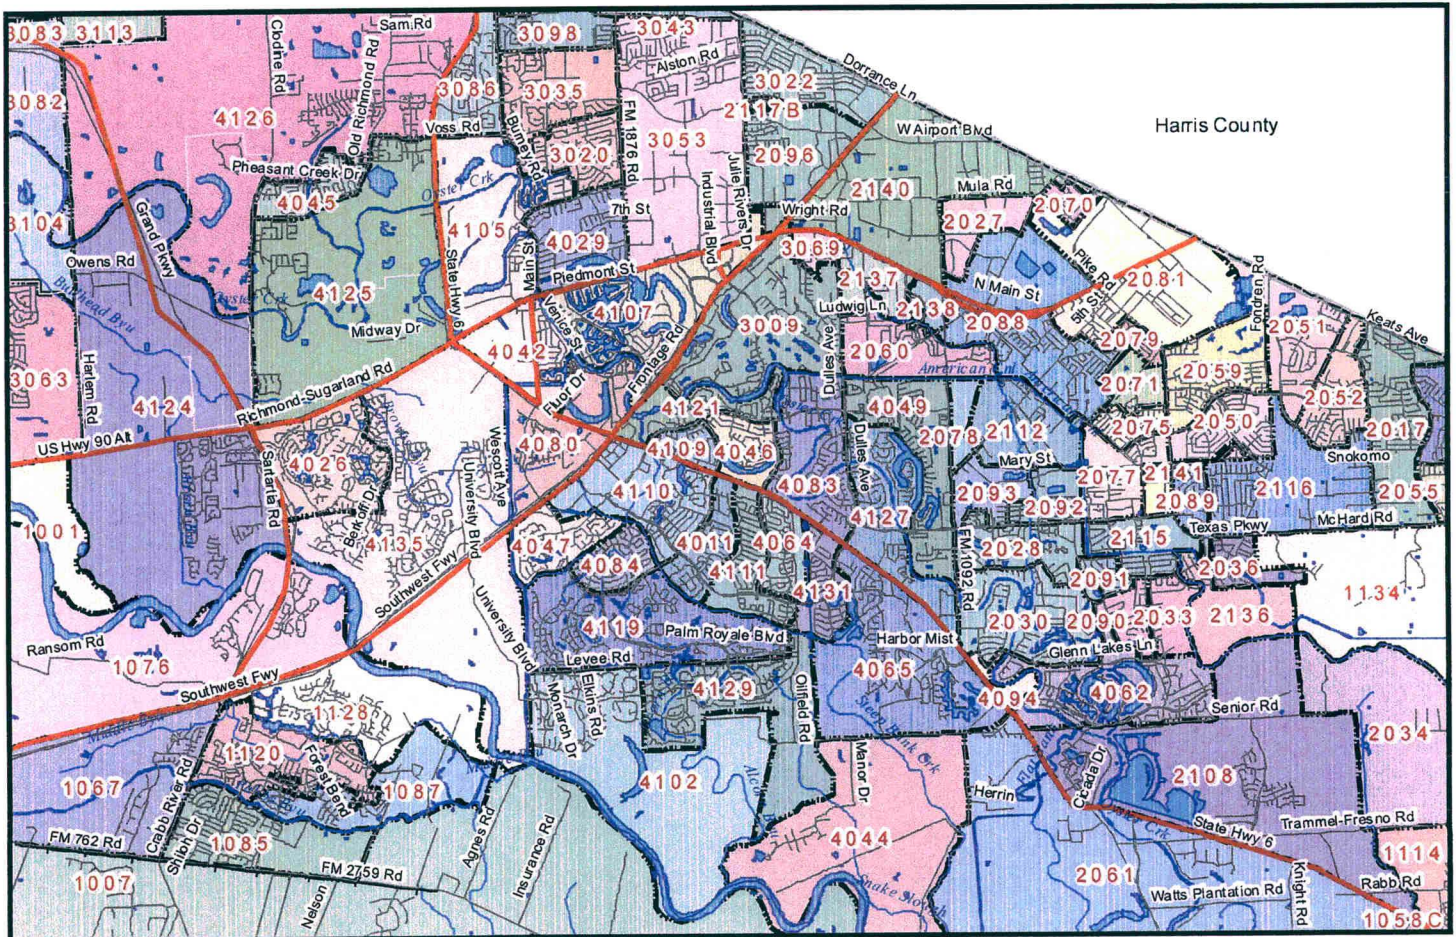 3083 3113
Clodine Rd
Sam Rd
Old Richmond Rd
3098
3043
Alston Rd
Dorrance Ln
3082
4126
3086
3035
3022
2117B
Harris County
Voss Rd
Burney Rd
FM 1876 Rd
3053
W Airport Blvd
Pheasant Creek Dr
3020
2096
Julie Rivers Dr
Industrial Blvd
2140
Mula Rd
4045
Oyster Crk
3104
Grand Pkwy
4105
7th St
Wright Rd
2027
2070
Owens Rd
4029
Main St
3069
Pike Rd
Bullhead Byu
Oyster Crk
4125
State Hwy 6
Piedmont St
2137
N Main St
2081
Fondren Rd
Midway Dr
Vernice St
4107
3009
Ludwig Ln
2138
2088
5th St
2051
Keats Ave
3063
Harlem Rd
4042
Frontage Rd
Dulles Ave
2060
2079
4124
Richmond-Sugarland Rd
Fluor Dr
American Cnl
2071
2059
2052
US Hwy 90 Alt
4121
4049
2075
2050
4026
4080
4109
4046
2078
2112
2017
Sartartia Rd
Wescott Ave
University Blvd
4083
Dulles Ave
Mary St
2077
2141
Snokomo
4110
2093
2092
2089
2116
2055
Berkoff Dr
1001
4135
4047
4127
Texas Pkwy
McHard Rd
4011
4064
FM 1092 Rd
2028
2115
Southwest Fwy
4084
4111
2091
2036
1134
University Blvd
4131
4119
Palm Royale Blvd
Harbor Mist
2030
2090
2033
2136
Ransom Rd
1076
Levee Rd
4065
Glenn Lakes Ln
Southwest Fwy
4129
4094
4062
Monarch Dr
Elkins Rd
Oilfield Rd
Senior Rd
1128
2034
1120
4102
Manor Dr
Cicada Dr
2108
1067
Crabb River Rd
Forest Bend
1087
Herrin
State Hwy 6
Trammel-Fresno Rd
FM 762 Rd
Shiloh Dr
1085
Agnes Rd
4044
1114
FM 2759 Rd
Insurance Rd
2061
Knight Rd
Rabb Rd
1007
Nelson
Snake Slough
Watts Plantation Rd
1058C